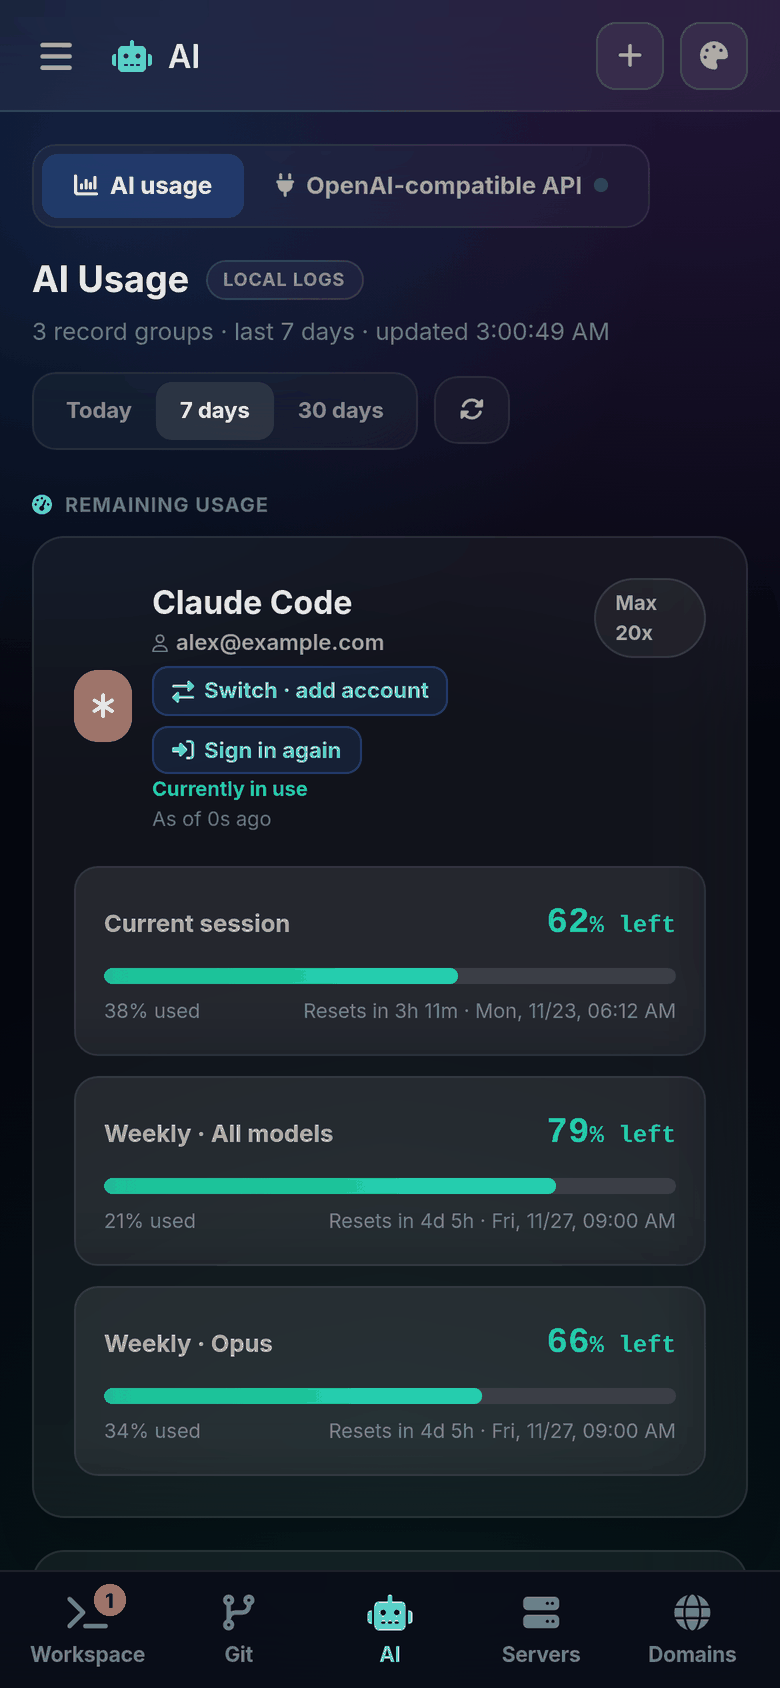 AI
AI usage
OpenAI-compatible API
AI Usage
LOCAL LOGS
3 record groups · last 7 days · updated 3:00:49 AM
Today
7 days
30 days
REMAINING USAGE
Claude Code
Max
20x
alex@example.com
Switch · add account
Sign in again
Currently in use
As of 0s ago
Current session
62% left
38% used
Resets in 3h 11m · Mon, 11/23, 06:12 AM
Weekly · All models
79% left
21% used
Resets in 4d 5h · Fri, 11/27, 09:00 AM
Weekly · Opus
66% left
34% used
Resets in 4d 5h · Fri, 11/27, 09:00 AM
1
Workspace
Git
AI
Servers
Domains